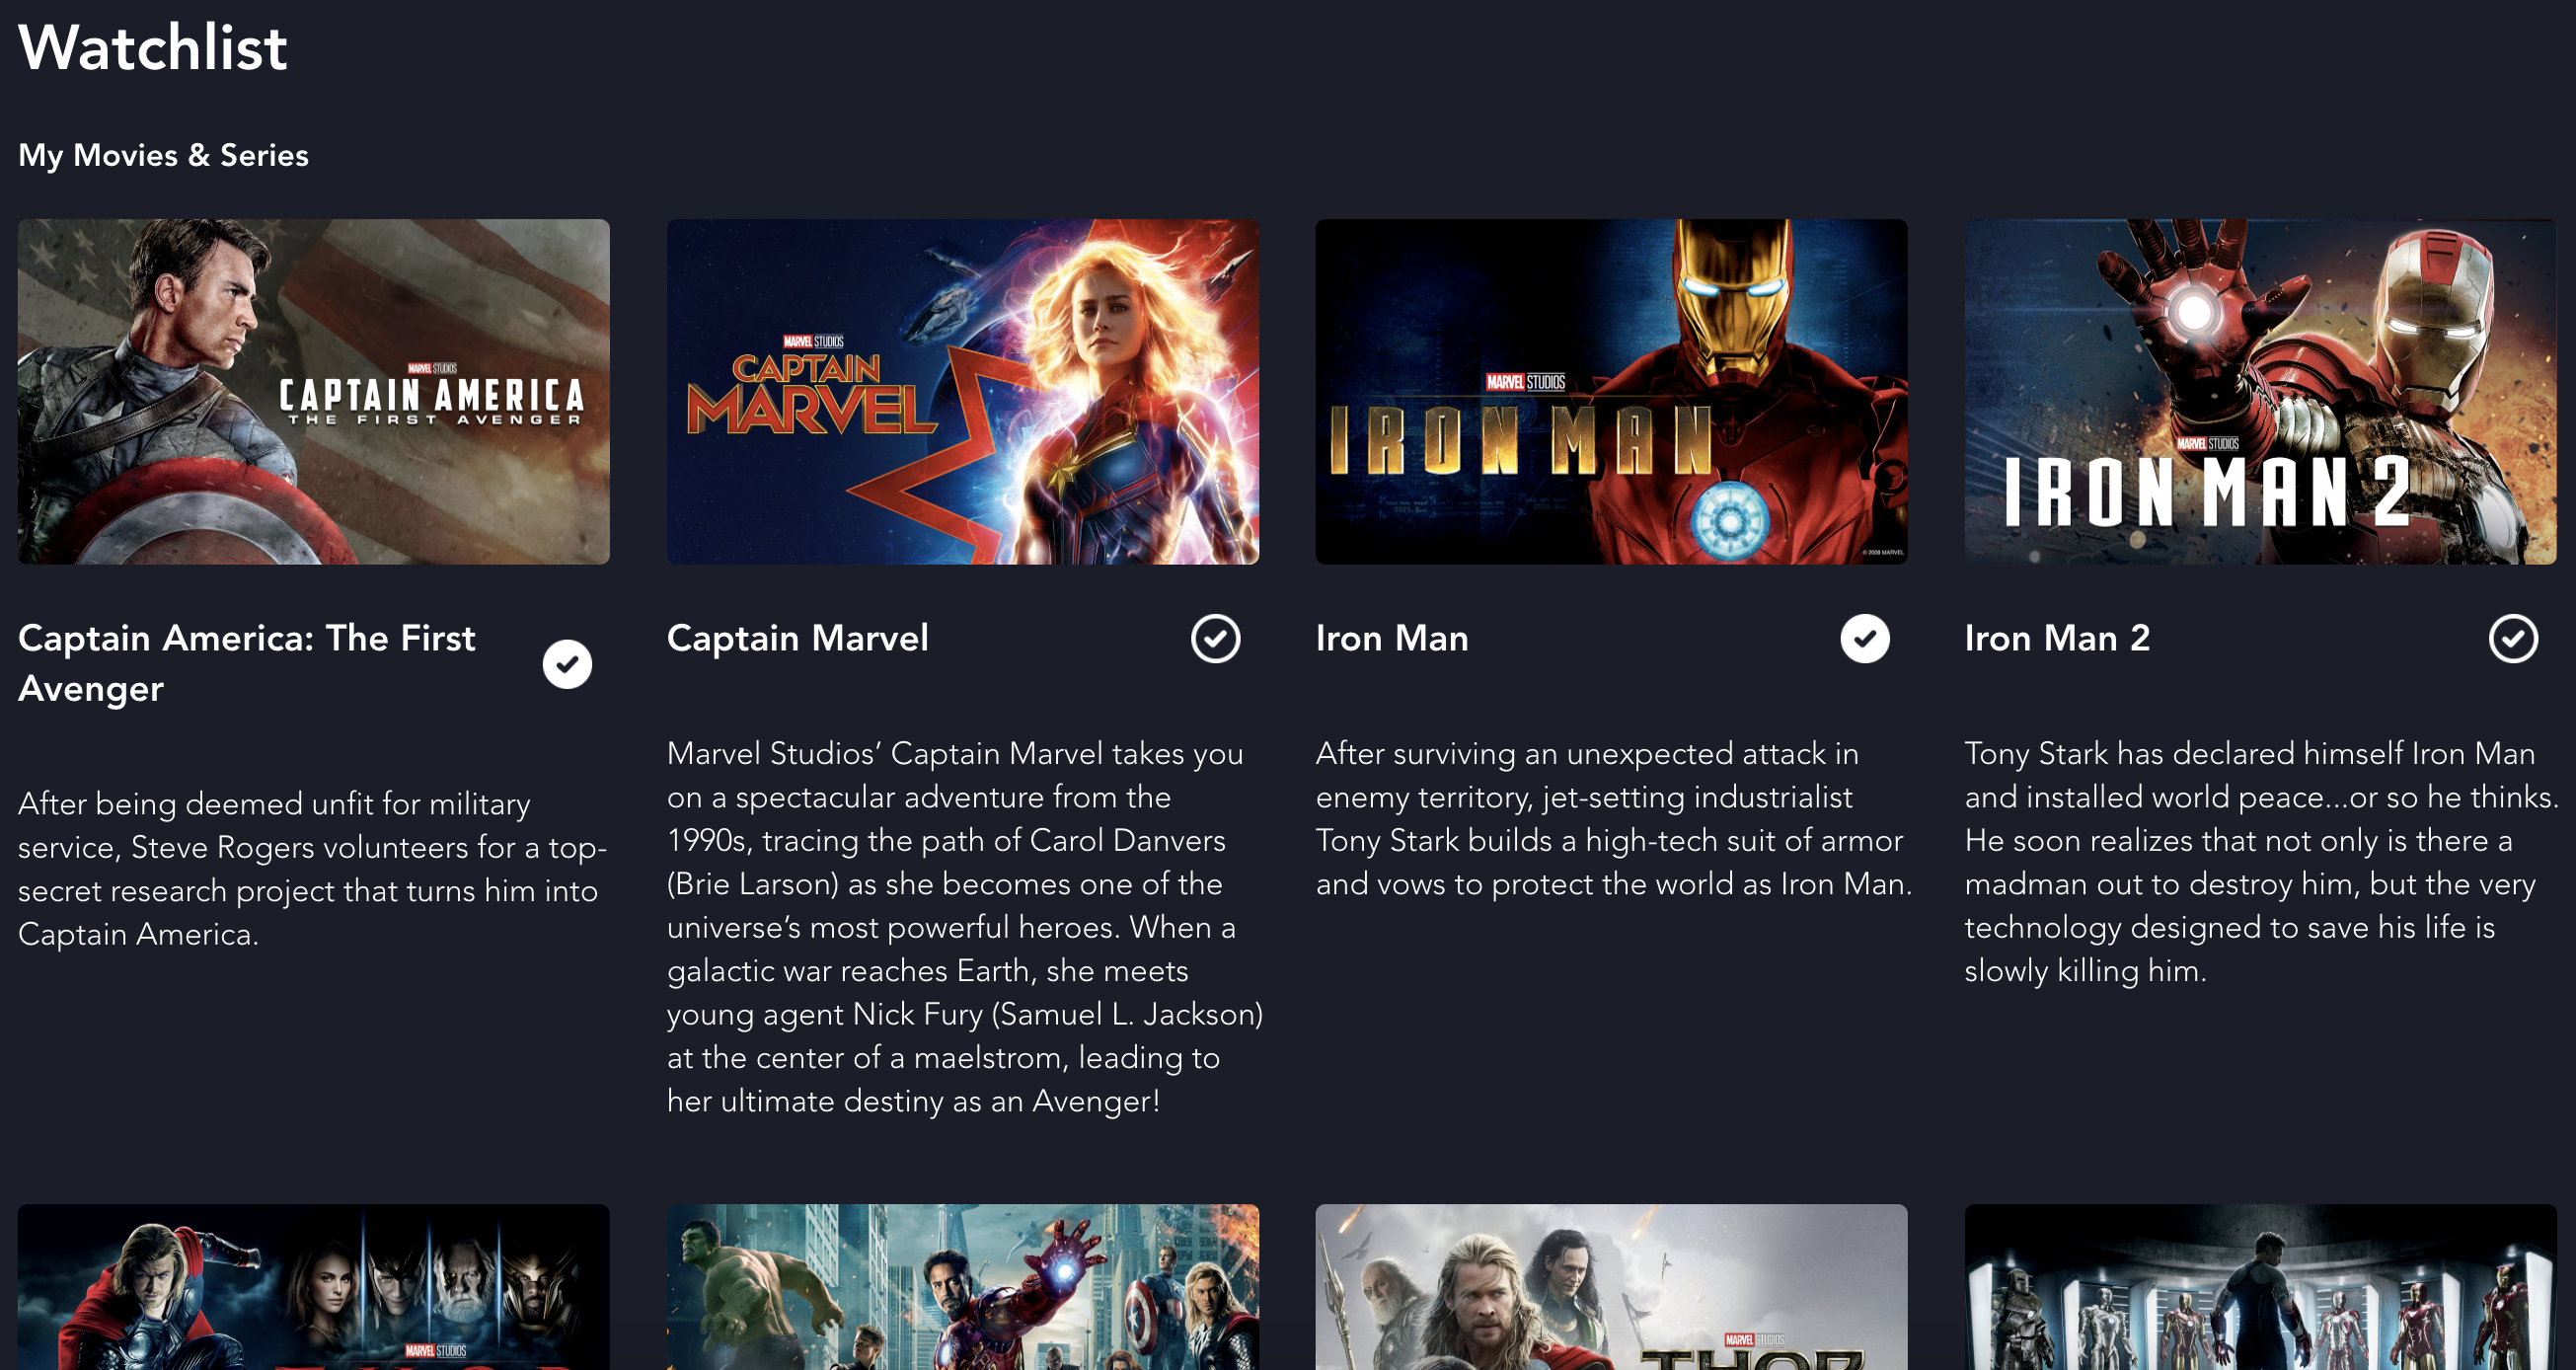 Watchlist
My Movies & Series
MARVEL STUDIOS
CAPTAIN AMERICA
THE FIRST AVENGER
MARVEL STUDIOS
CAPTAIN
MARVEL
MARVEL STUDIOS
IRON MAN
© 2008 MARVEL
MARVEL STUDIOS
IRON MAN 2
Captain America: The First
Avenger
After being deemed unfit for military
service, Steve Rogers volunteers for a top-
secret research project that turns him into
Captain America.
Captain Marvel
Marvel Studios’ Captain Marvel takes you
on a spectacular adventure from the
1990s, tracing the path of Carol Danvers
(Brie Larson) as she becomes one of the
universe’s most powerful heroes. When a
galactic war reaches Earth, she meets
young agent Nick Fury (Samuel L. Jackson)
at the center of a maelstrom, leading to
her ultimate destiny as an Avenger!
Iron Man
After surviving an unexpected attack in
enemy territory, jet-setting industrialist
Tony Stark builds a high-tech suit of armor
and vows to protect the world as Iron Man.
Iron Man 2
Tony Stark has declared himself Iron Man
and installed world peace...or so he thinks.
He soon realizes that not only is there a
madman out to destroy him, but the very
technology designed to save his life is
slowly killing him.
MARVEL STUDIOS
THOR
MARVEL STUDIOS
THOR